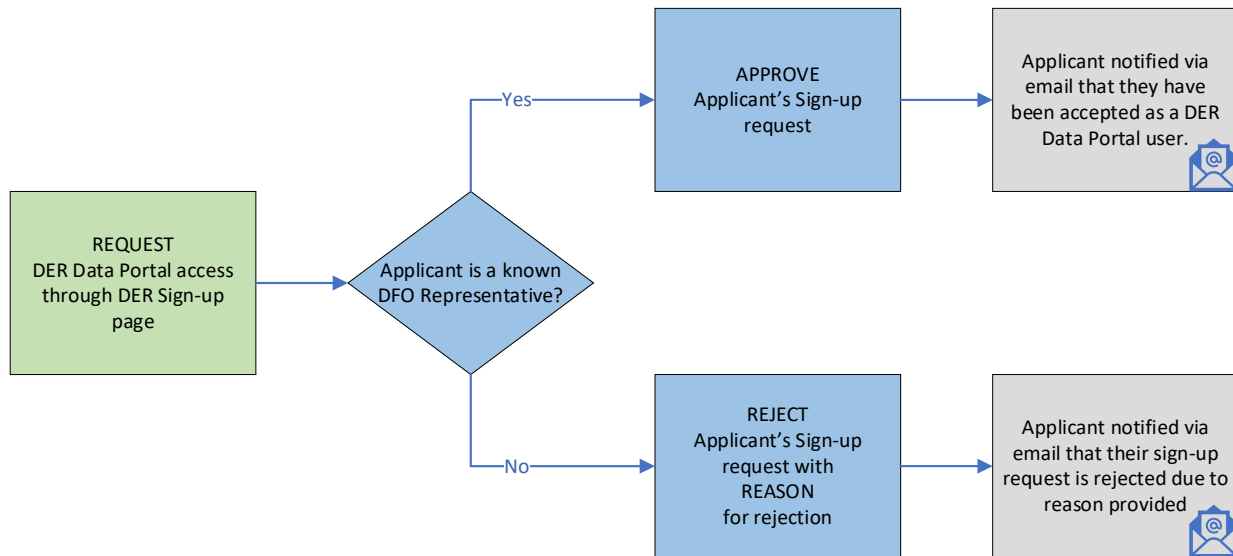 REQUEST
DER Data Portal access
through DER Sign-up
page
Applicant is a known
DFO Representative?
Yes
APPROVE
Applicant’s Sign-up
request
Applicant notified via
email that they have
been accepted as a DER
Data Portal user.
@
No
REJECT
Applicant’s Sign-up
request with
REASON
for rejection
Applicant notified via
email that their sign-up
request is rejected due to
reason provided
@